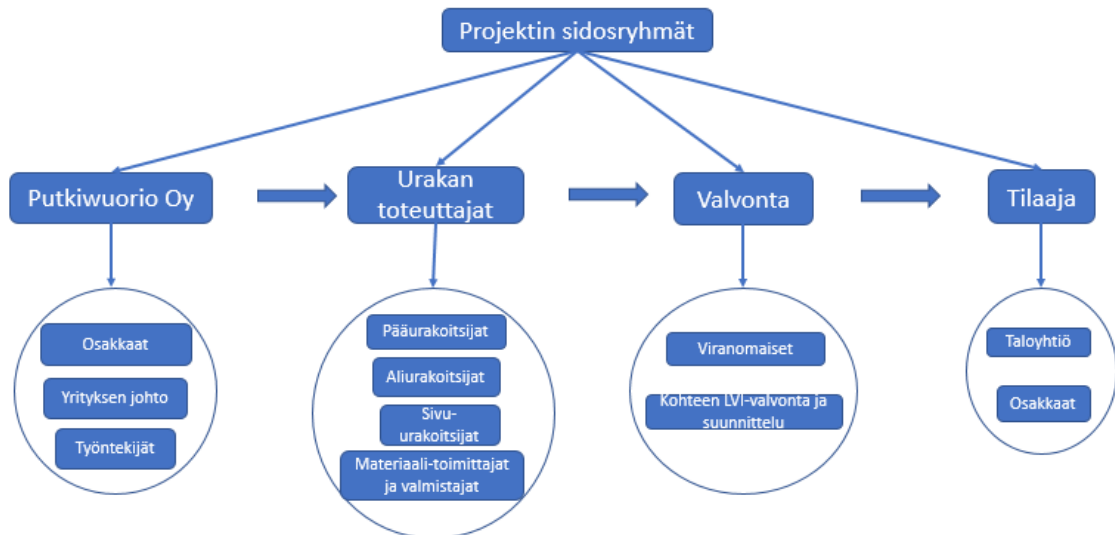 Projektin sidosryhmät
Putkiwuorio Oy
Urakan
toteuttajat
Valvonta
Tilaaja
Osakkaat
Yrityksen johto
Työntekijät
Pääurakoitsijat
Aliurakoitsijat
Sivu-
urakoitsijat
Materiaali-toimittajat
ja valmistajat
Viranomaiset
Kohteen LVI-valvonta ja
suunnittelu
Taloyhtiö
Osakkaat